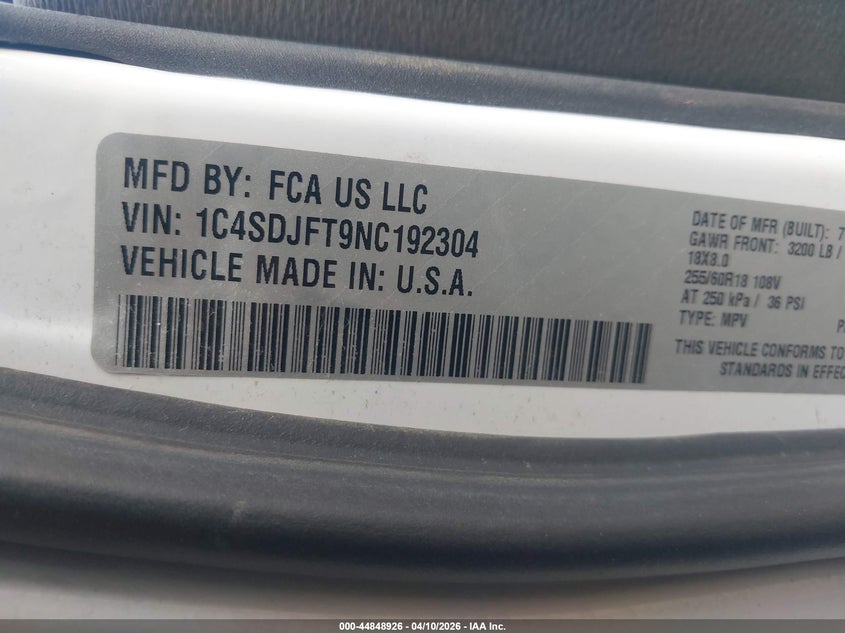 MFD BY: FCA US LLC
VIN: 1C4SDJFT9NC192304
VEHICLE MADE IN: U.S.A.
DATE OF MFR (BUILT): 7
GAWR FRONT: 3200 LB /
18X8.0
255/60R18 108V
AT 250 kPa / 36 PSI
TYPE: MPV
THIS VEHICLE CONFORMS TO
STANDARDS IN EFFEC
000-44848926 - 04/10/2026 - IAA Inc.